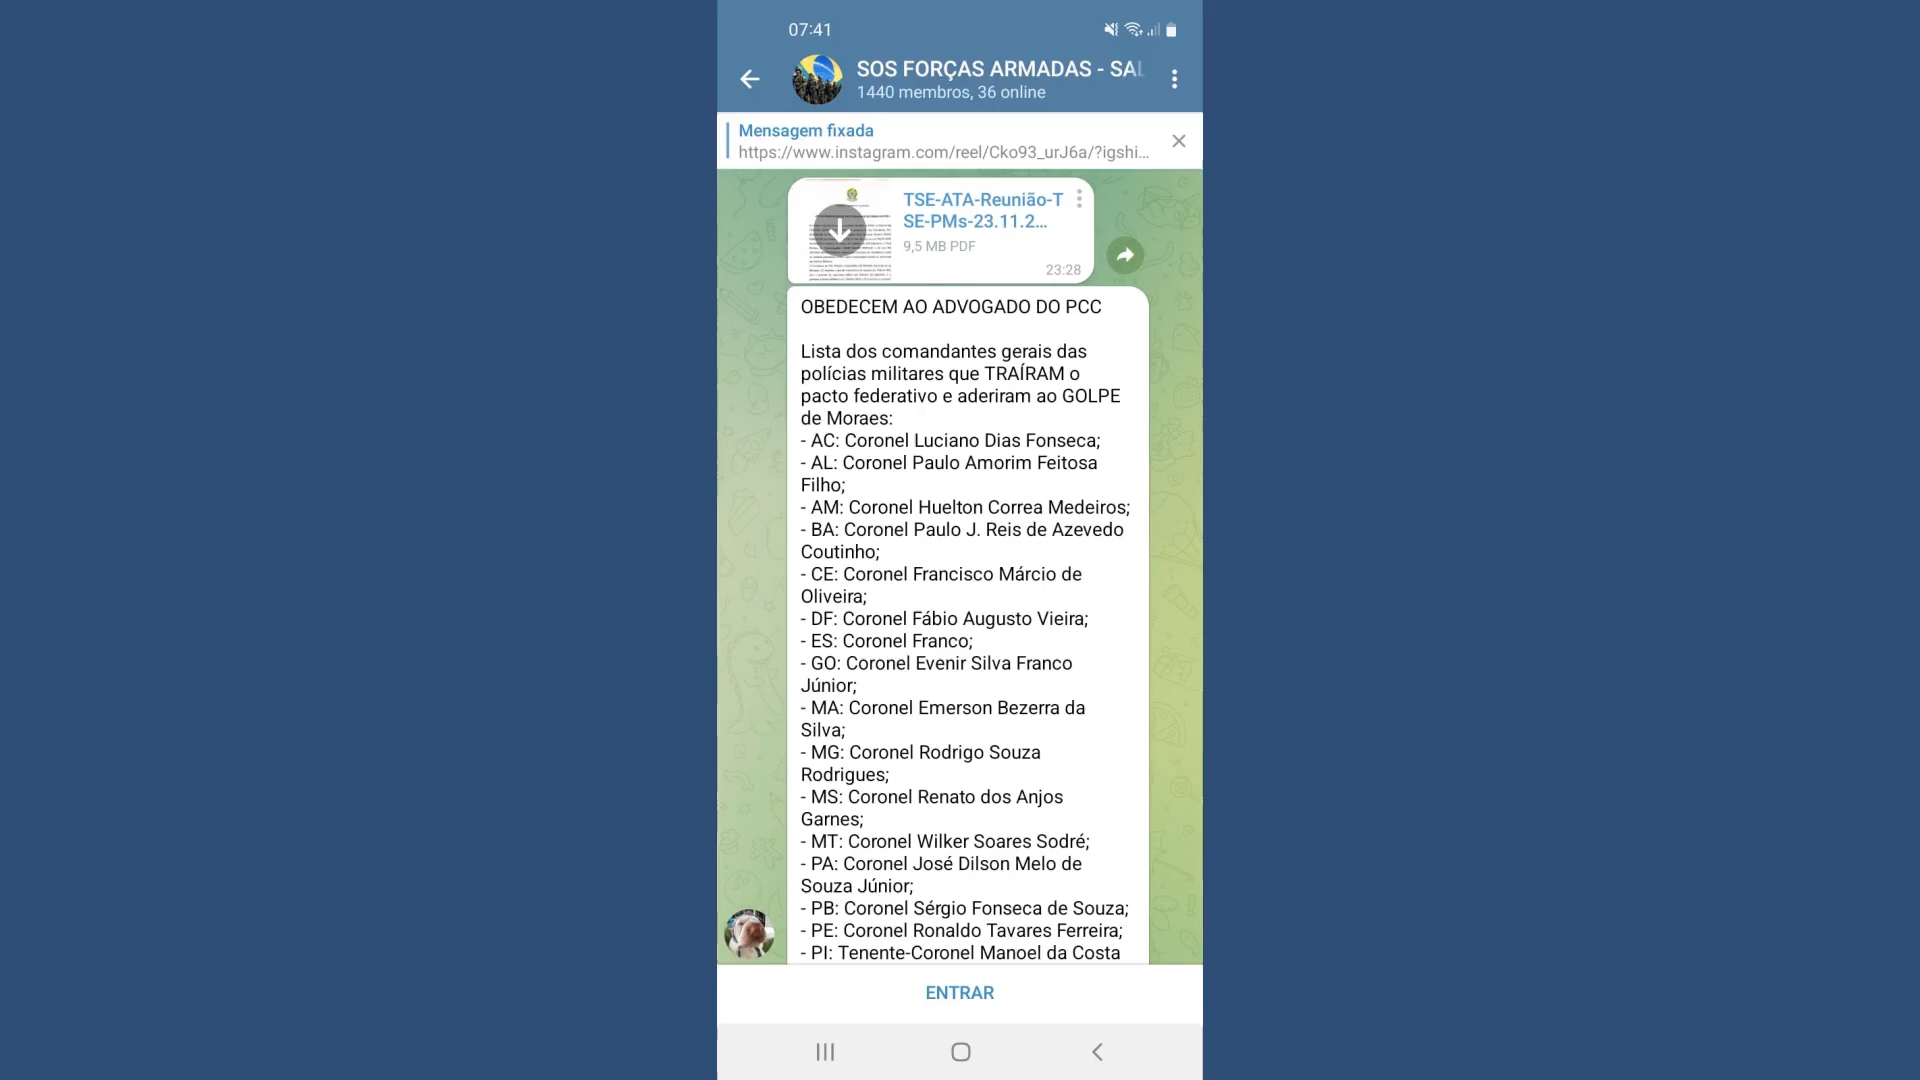 07:41
SOS FORÇAS ARMADAS - SAL
1440 membros, 36 online
Mensagem fixada
https://www.instagram.com/reel/Cko93_urJ6a/?igshi...
TSE-ATA-Reunião-T
SE-PMs-23.11.2...
9,5 MB PDF
23:28
OBEDECEM AO ADVOGADO DO PCC
Lista dos comandantes gerais das
polícias militares que TRAÍRAM o
pacto federativo e aderiram ao GOLPE
de Moraes:
- AC: Coronel Luciano Dias Fonseca;
- AL: Coronel Paulo Amorim Feitosa
Filho;
- AM: Coronel Huelton Correa Medeiros;
- BA: Coronel Paulo J. Reis de Azevedo
Coutinho;
- CE: Coronel Francisco Márcio de
Oliveira;
- DF: Coronel Fábio Augusto Vieira;
- ES: Coronel Franco;
- GO: Coronel Evenir Silva Franco
Júnior;
- MA: Coronel Emerson Bezerra da
Silva;
- MG: Coronel Rodrigo Souza
Rodrigues;
- MS: Coronel Renato dos Anjos
Garnes;
- MT: Coronel Wilker Soares Sodré;
- PA: Coronel José Dilson Melo de
Souza Júnior;
- PB: Coronel Sérgio Fonseca de Souza;
- PE: Coronel Ronaldo Tavares Ferreira;
- PI: Tenente-Coronel Manoel da Costa
ENTRAR